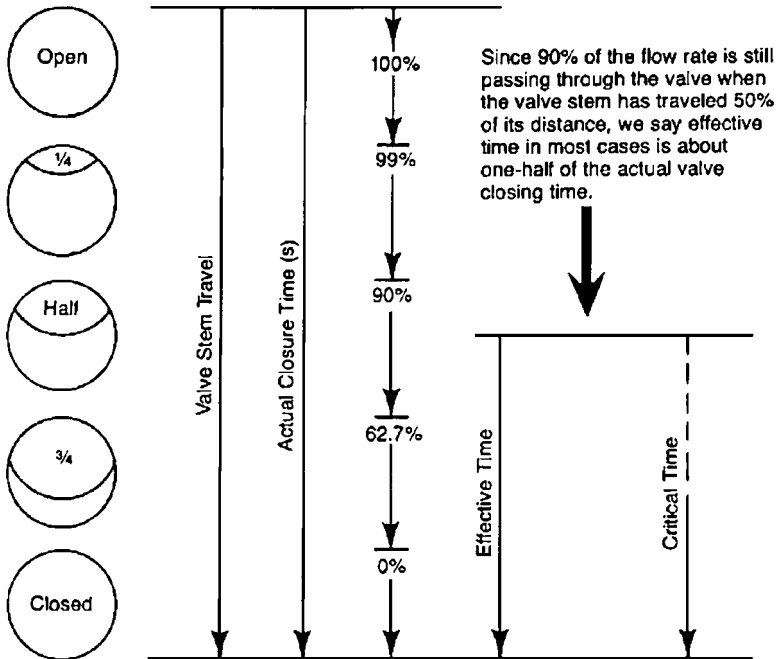 Open
¼
Half
¾
Closed
Valve Stem Travel
Actual Closure Time (s)
100%
99%
90%
62.7%
0%
Since 90% of the flow rate is still
passing through the valve when
the valve stem has traveled 50%
of its distance, we say effective
time in most cases is about
one-half of the actual valve
closing time.
Effective Time
Critical Time